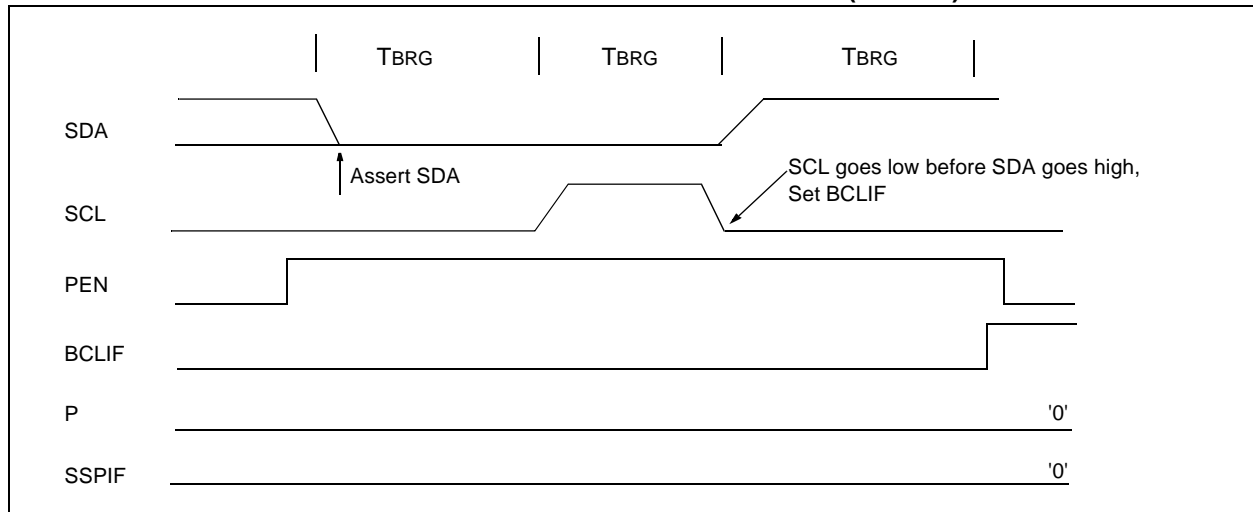 TBRG TBRG TBRG
SDA
Assert SDA
SCL goes low before SDA goes high,
Set BCLIF
SCL
PEN
BCLIF
P '0'
SSPIF '0'